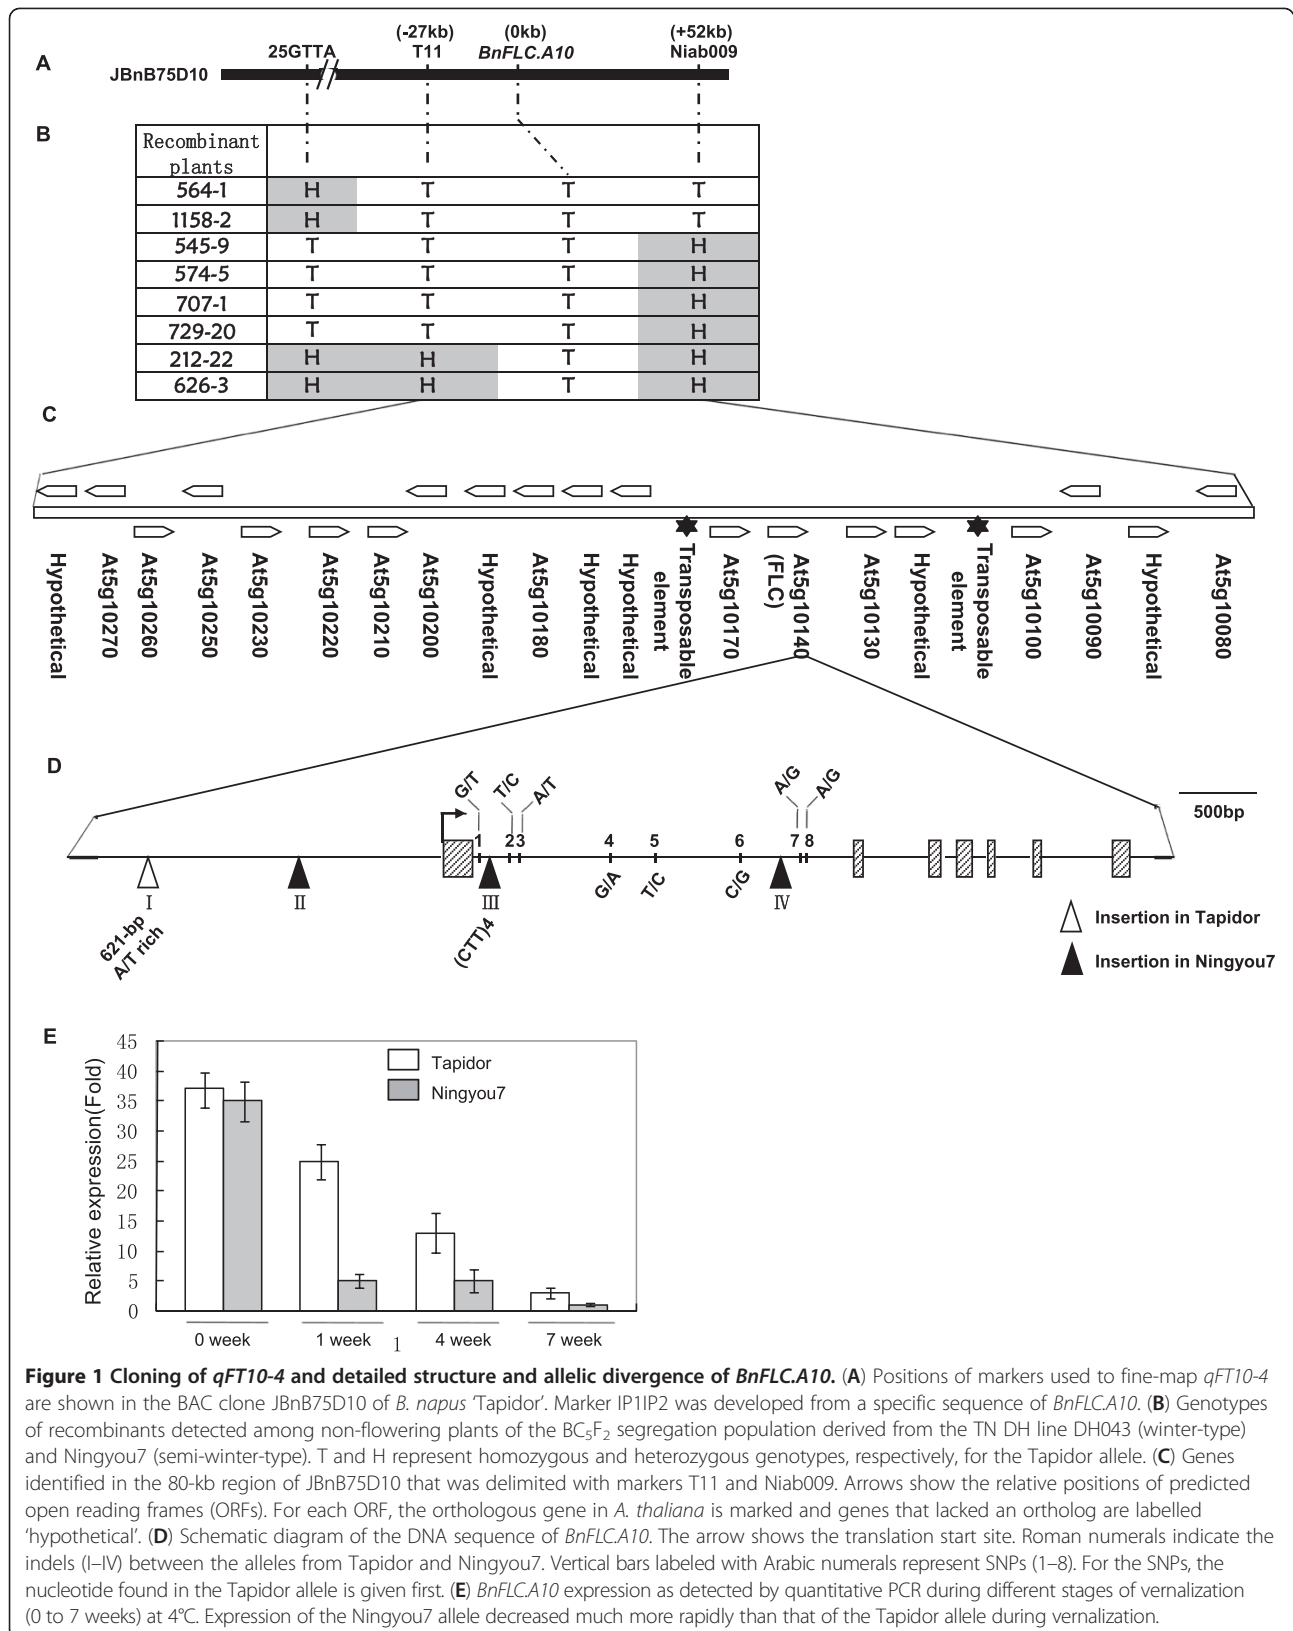 A
(-27kb) (0kb) (+52kb)
25GTTA T11 BnFLC.A10 Niab009
JBnB75D10
B
Recombinant
plants
564-1 H T T T
1158-2 H T T T
545-9 T T T H
574-5 T T T H
707-1 T T T H
729-20 T T T H
212-22 H H T H
626-3 H H T H
C
Hypothetical
At5g10270
At5g10260
At5g10250
At5g10230
At5g10220
At5g10210
At5g10200
Hypothetical
At5g10180
Hypothetical
Hypothetical
Transposable
element
At5g10170
At5g10140
(FLC)
At5g10130
Hypothetical
Transposable
element
At5g10100
At5g10090
Hypothetical
At5g10080
D
G/T T/C A/T A/G A/G
500bp
1 2 3 4 5 6 7 8
G/A T/C C/G
I II III IV
621-bp
A/T rich
(CTT)4
Insertion in Tapidor
Insertion in Ningyou7
E
Relative expression(Fold)
45
40
35
30
25
20
15
10
5
0
Tapidor
Ningyou7
0 week 1 week 1 4 week 7 week
Figure 1 Cloning of qFT10-4 and detailed structure and allelic divergence of BnFLC.A10. (A) Positions of markers used to fine-map qFT10-4
are shown in the BAC clone JBnB75D10 of B. napus ‘Tapidor’. Marker IP1IP2 was developed from a specific sequence of BnFLC.A10. (B) Genotypes
of recombinants detected among non-flowering plants of the BC5F2 segregation population derived from the TN DH line DH043 (winter-type)
and Ningyou7 (semi-winter-type). T and H represent homozygous and heterozygous genotypes, respectively, for the Tapidor allele. (C) Genes
identified in the 80-kb region of JBnB75D10 that was delimited with markers T11 and Niab009. Arrows show the relative positions of predicted
open reading frames (ORFs). For each ORF, the orthologous gene in A. thaliana is marked and genes that lacked an ortholog are labelled
‘hypothetical’. (D) Schematic diagram of the DNA sequence of BnFLC.A10. The arrow shows the translation start site. Roman numerals indicate the
indels (I–IV) between the alleles from Tapidor and Ningyou7. Vertical bars labeled with Arabic numerals represent SNPs (1–8). For the SNPs, the
nucleotide found in the Tapidor allele is given first. (E) BnFLC.A10 expression as detected by quantitative PCR during different stages of vernalization
(0 to 7 weeks) at 4°C. Expression of the Ningyou7 allele decreased much more rapidly than that of the Tapidor allele during vernalization.